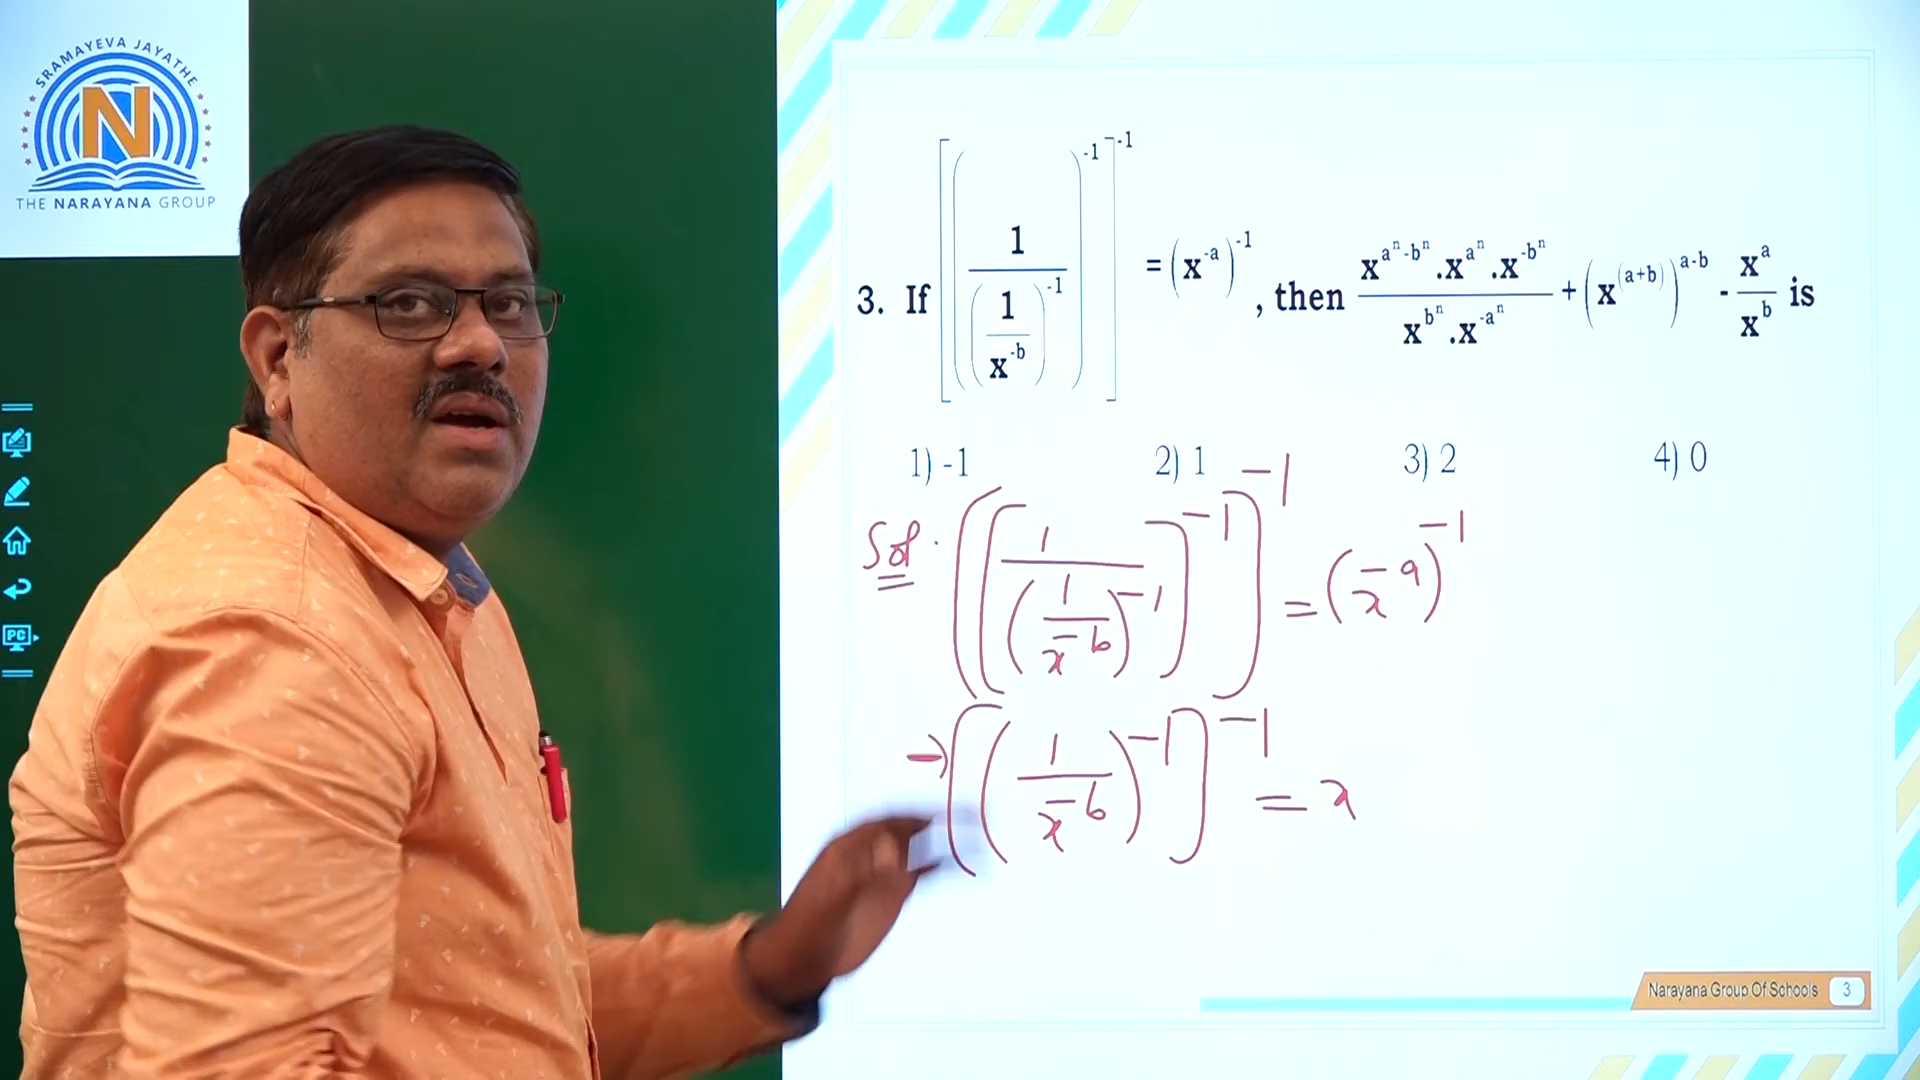 SRAMAYEVA JAYATHE
N
THE NARAYANA GROUP
PC
3. If [(1/(1/x^-b)^-1)^-1]^-1 = (x^-a)^-1, then (x^(a^n-b^n).x^(a^n).x^(-b^n))/(x^(b^n).x^(-a^n)) + (x^(a+b))^(a-b) - x^a/x^b is
1) -1 2) 1 3) 2 4) 0
Sol. [[1/(1/x^-b)^-1]^-1]^-1 = (x^-a)^-1
→ [(1/x^-b)^-1]^-1 = x
Narayana Group Of Schools 3